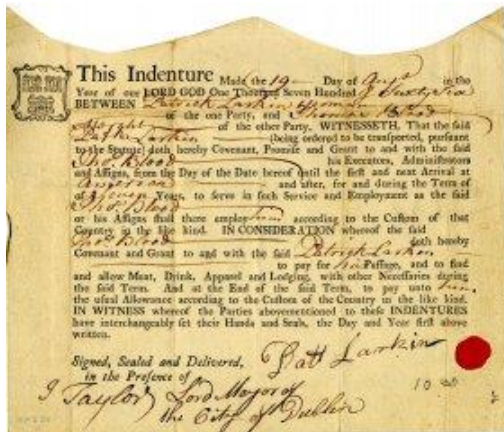 This Indenture Made the 19 Day of Augt in the
Year of our LORD GOD One Thousand Seven Hundred & Sixty Six
BETWEEN Patrick Larkin Yeoman
of the one Party, and Thomas Blood
of the other Party, WITNESSETH, That the said
Patk Larkin (being ordered to be transported, pursuant
to the Statute) doth hereby Covenant, Promise and Grant to and with the said
Thos Blood his Executors, Administrators
and Assigns, from the Day of the Date hereof until the first and next Arrival at
and after, for and during the Term of
Seven Years, to serve in such Service and Employment as the said
Thos Blood
or his Assigns shall there employ him according to the Custom of that
Country in the like kind. IN CONSIDERATION whereof the said
Thos Blood doth hereby
Covenant and Grant to and with the said Patrick Larkin
to pay for his Passage, and to find
and allow Meat, Drink, Apparel and Lodging, with other Necessaries during
the said Term. And at the End of the said Term, to pay unto him
the usual Allowance according to the Custom of the Country in the like kind.
IN WITNESS whereof the Parties abovementioned to these INDENTURES
have interchangeably set their Hands and Seals, the Day and Year first above
written.
Signed, Sealed and Delivered,
in the Presence of
Patt Larkin
J Taylor Lord Mayor of
the City of Dublin